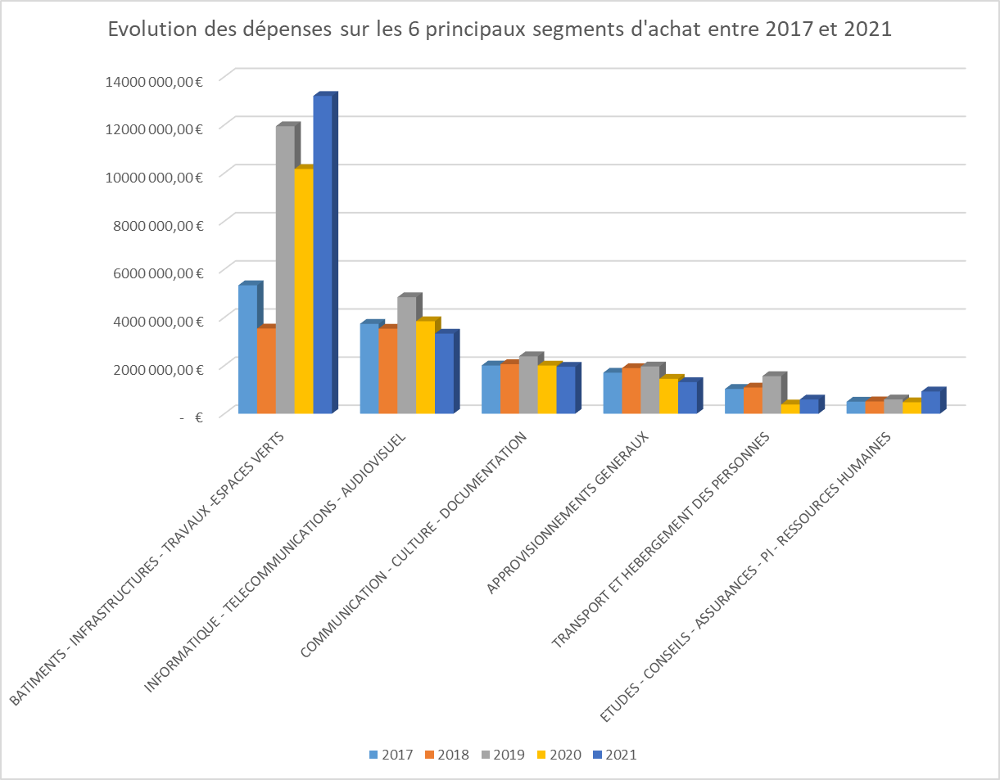 Evolution des dépenses sur les 6 principaux segments d'achat entre 2017 et 2021
14000 000,00 €
12000 000,00 €
10000 000,00 €
8000 000,00 €
6000 000,00 €
4000 000,00 €
2000 000,00 €
- €
BATIMENTS - INFRASTRUCTURES - TRAVAUX -ESPACES VERTS
INFORMATIQUE - TELECOMMUNICATIONS - AUDIOVISUEL
COMMUNICATION - CULTURE - DOCUMENTATION
APPROVISIONNEMENTS GENERAUX
TRANSPORT ET HEBERGEMENT DES PERSONNES
ETUDES - CONSEILS - ASSURANCES - PI - RESSOURCES HUMAINES
2017 2018 2019 2020 2021